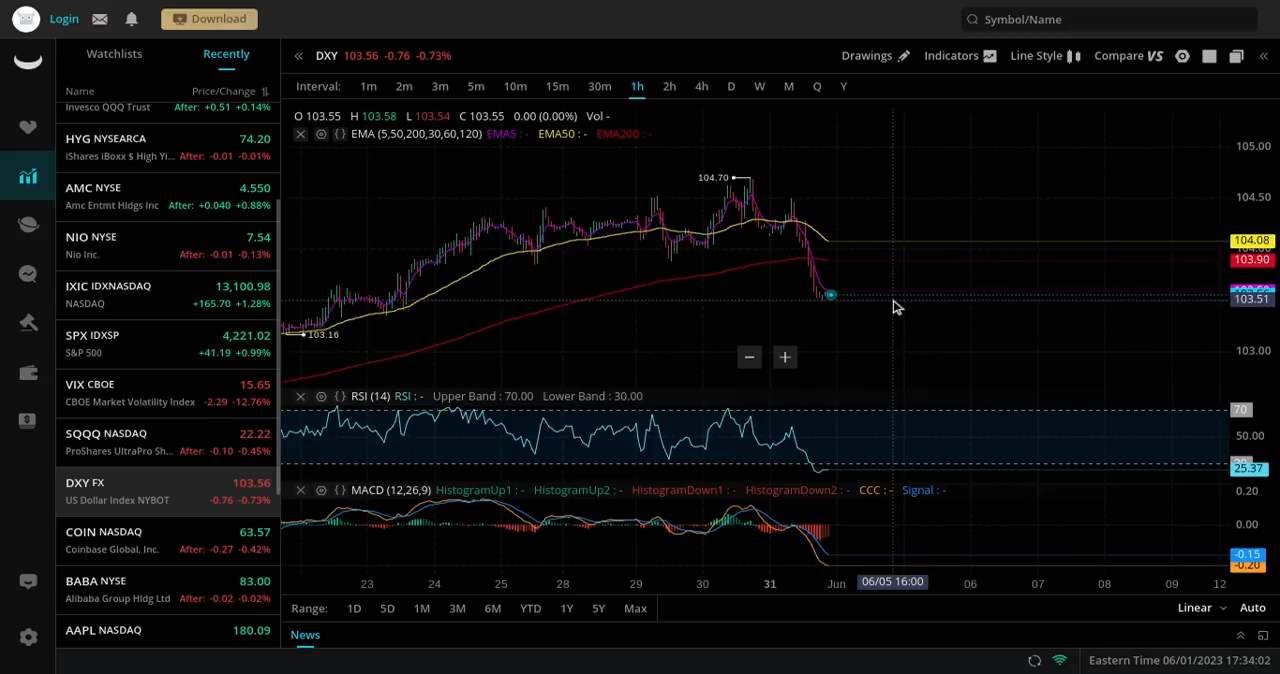 Login
Download
Symbol/Name
Watchlists Recently
Name Price/Change
Invesco QQQ Trust After: +0.51 +0.14%
HYG NYSEARCA 74.20
iShares iBoxx $ High Yi... After: -0.01 -0.01%
AMC NYSE 4.550
Amc Entmt Hldgs Inc After: +0.040 +0.88%
NIO NYSE 7.54
Nio Inc. After: -0.01 -0.13%
IXIC IDXNASDAQ 13,100.98
NASDAQ +165.70 +1.28%
SPX IDXSP 4,221.02
S&P 500 +41.19 +0.99%
VIX CBOE 15.65
CBOE Market Volatility Index -2.29 -12.76%
SQQQ NASDAQ 22.22
ProShares UltraPro Sh... After: -0.10 -0.45%
DXY FX 103.56
US Dollar Index NYBOT -0.76 -0.73%
COIN NASDAQ 63.57
Coinbase Global, Inc. After: -0.27 -0.42%
BABA NYSE 83.00
Alibaba Group Hldg Ltd After: -0.02 -0.02%
AAPL NASDAQ 180.09
DXY 103.56 -0.76 -0.73%
Drawings Indicators Line Style Compare VS
Interval: 1m 2m 3m 5m 10m 15m 30m 1h 2h 4h D W M Q Y
O 103.55 H 103.58 L 103.54 C 103.55 0.00 (0.00%) Vol -
EMA (5,50,200,30,60,120) EMA5 : - EMA50 : - EMA200 : -
105.00
104.70
104.50
104.08
103.90
103.51
103.16
103.00
RSI (14) RSI : - Upper Band : 70.00 Lower Band : 30.00
70
50.00
25.37
MACD (12,26,9) HistogramUp1 : - HistogramUp2 : - HistogramDown1 : - HistogramDown2 : - CCC : - Signal : -
0.20
0.00
-0.15
-0.20
23 24 25 28 29 30 31 Jun 06/05 16:00 06 07 08 09 12
Range: 1D 5D 1M 3M 6M YTD 1Y 5Y Max
Linear Auto
News
Eastern Time 06/01/2023 17:34:02